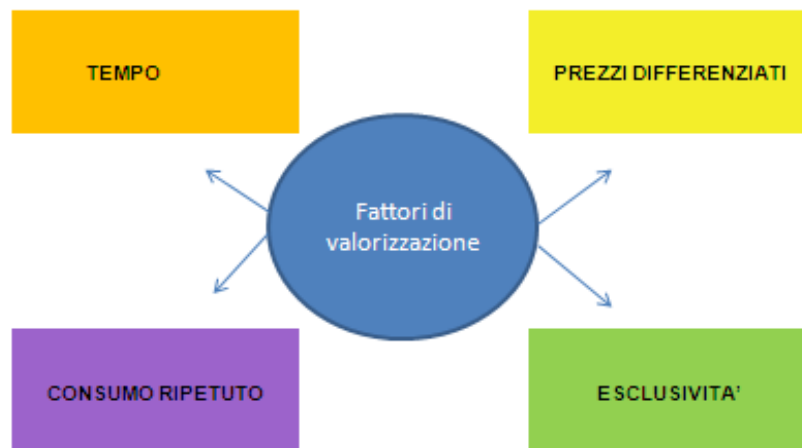 TEMPO
PREZZI DIFFERENZIATI
Fattori di
valorizzazione
CONSUMO RIPETUTO
ESCLUSIVITA'